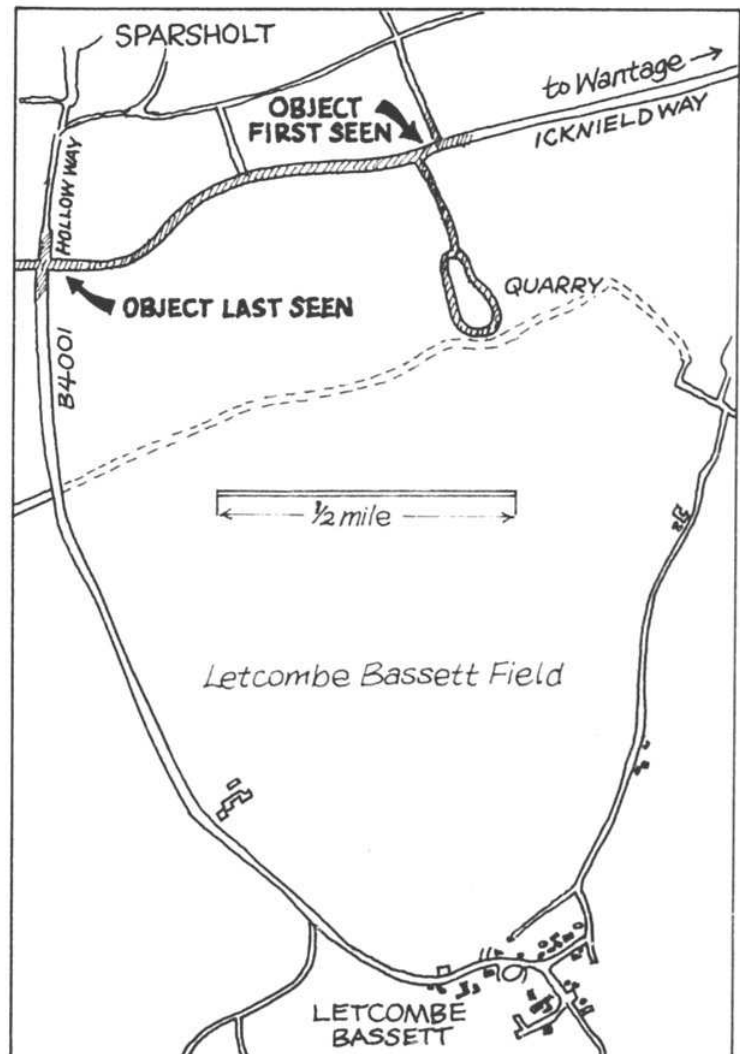 SPARSHOLT
to Wantage →
OBJECT
FIRST SEEN
ICKNIELD WAY
HOLLOW WAY
QUARRY
OBJECT LAST SEEN
B4001
½ mile
Letcombe Bassett Field
LETCOMBE
BASSETT